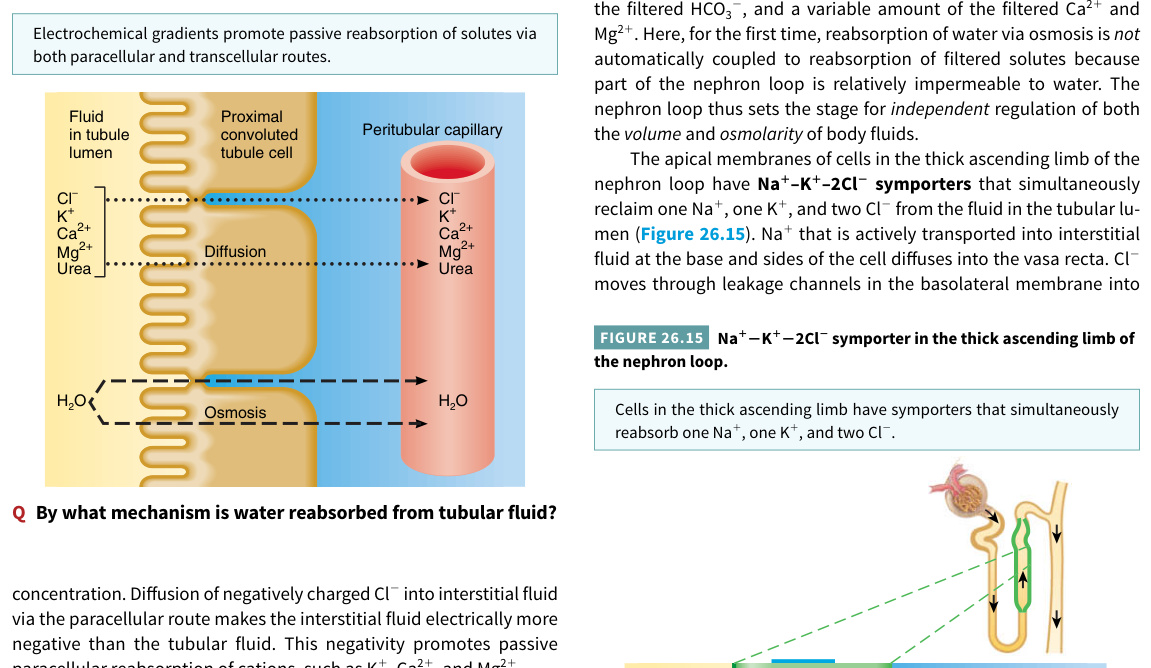 Electrochemical gradients promote passive reabsorption of solutes via
both paracellular and transcellular routes.
Fluid
in tubule
lumen
Proximal
convoluted
tubule cell
Peritubular capillary
Cl⁻
K⁺
Ca²⁺
Mg²⁺
Urea
Diffusion
Cl⁻
K⁺
Ca²⁺
Mg²⁺
Urea
H₂O
Osmosis
H₂O
Q By what mechanism is water reabsorbed from tubular fluid?
concentration. Diffusion of negatively charged Cl⁻ into interstitial fluid
via the paracellular route makes the interstitial fluid electrically more
negative than the tubular fluid. This negativity promotes passive
paracellular reabsorption of cations, such as K⁺, Ca²⁺, and Mg²⁺
the filtered HCO₃⁻, and a variable amount of the filtered Ca²⁺ and
Mg²⁺. Here, for the first time, reabsorption of water via osmosis is not
automatically coupled to reabsorption of filtered solutes because
part of the nephron loop is relatively impermeable to water. The
nephron loop thus sets the stage for independent regulation of both
the volume and osmolarity of body fluids.
The apical membranes of cells in the thick ascending limb of the
nephron loop have Na⁺–K⁺–2Cl⁻ symporters that simultaneously
reclaim one Na⁺, one K⁺, and two Cl⁻ from the fluid in the tubular lu-
men (Figure 26.15). Na⁺ that is actively transported into interstitial
fluid at the base and sides of the cell diffuses into the vasa recta. Cl⁻
moves through leakage channels in the basolateral membrane into
FIGURE 26.15 Na⁺–K⁺–2Cl⁻ symporter in the thick ascending limb of
the nephron loop.
Cells in the thick ascending limb have symporters that simultaneously
reabsorb one Na⁺, one K⁺, and two Cl⁻.